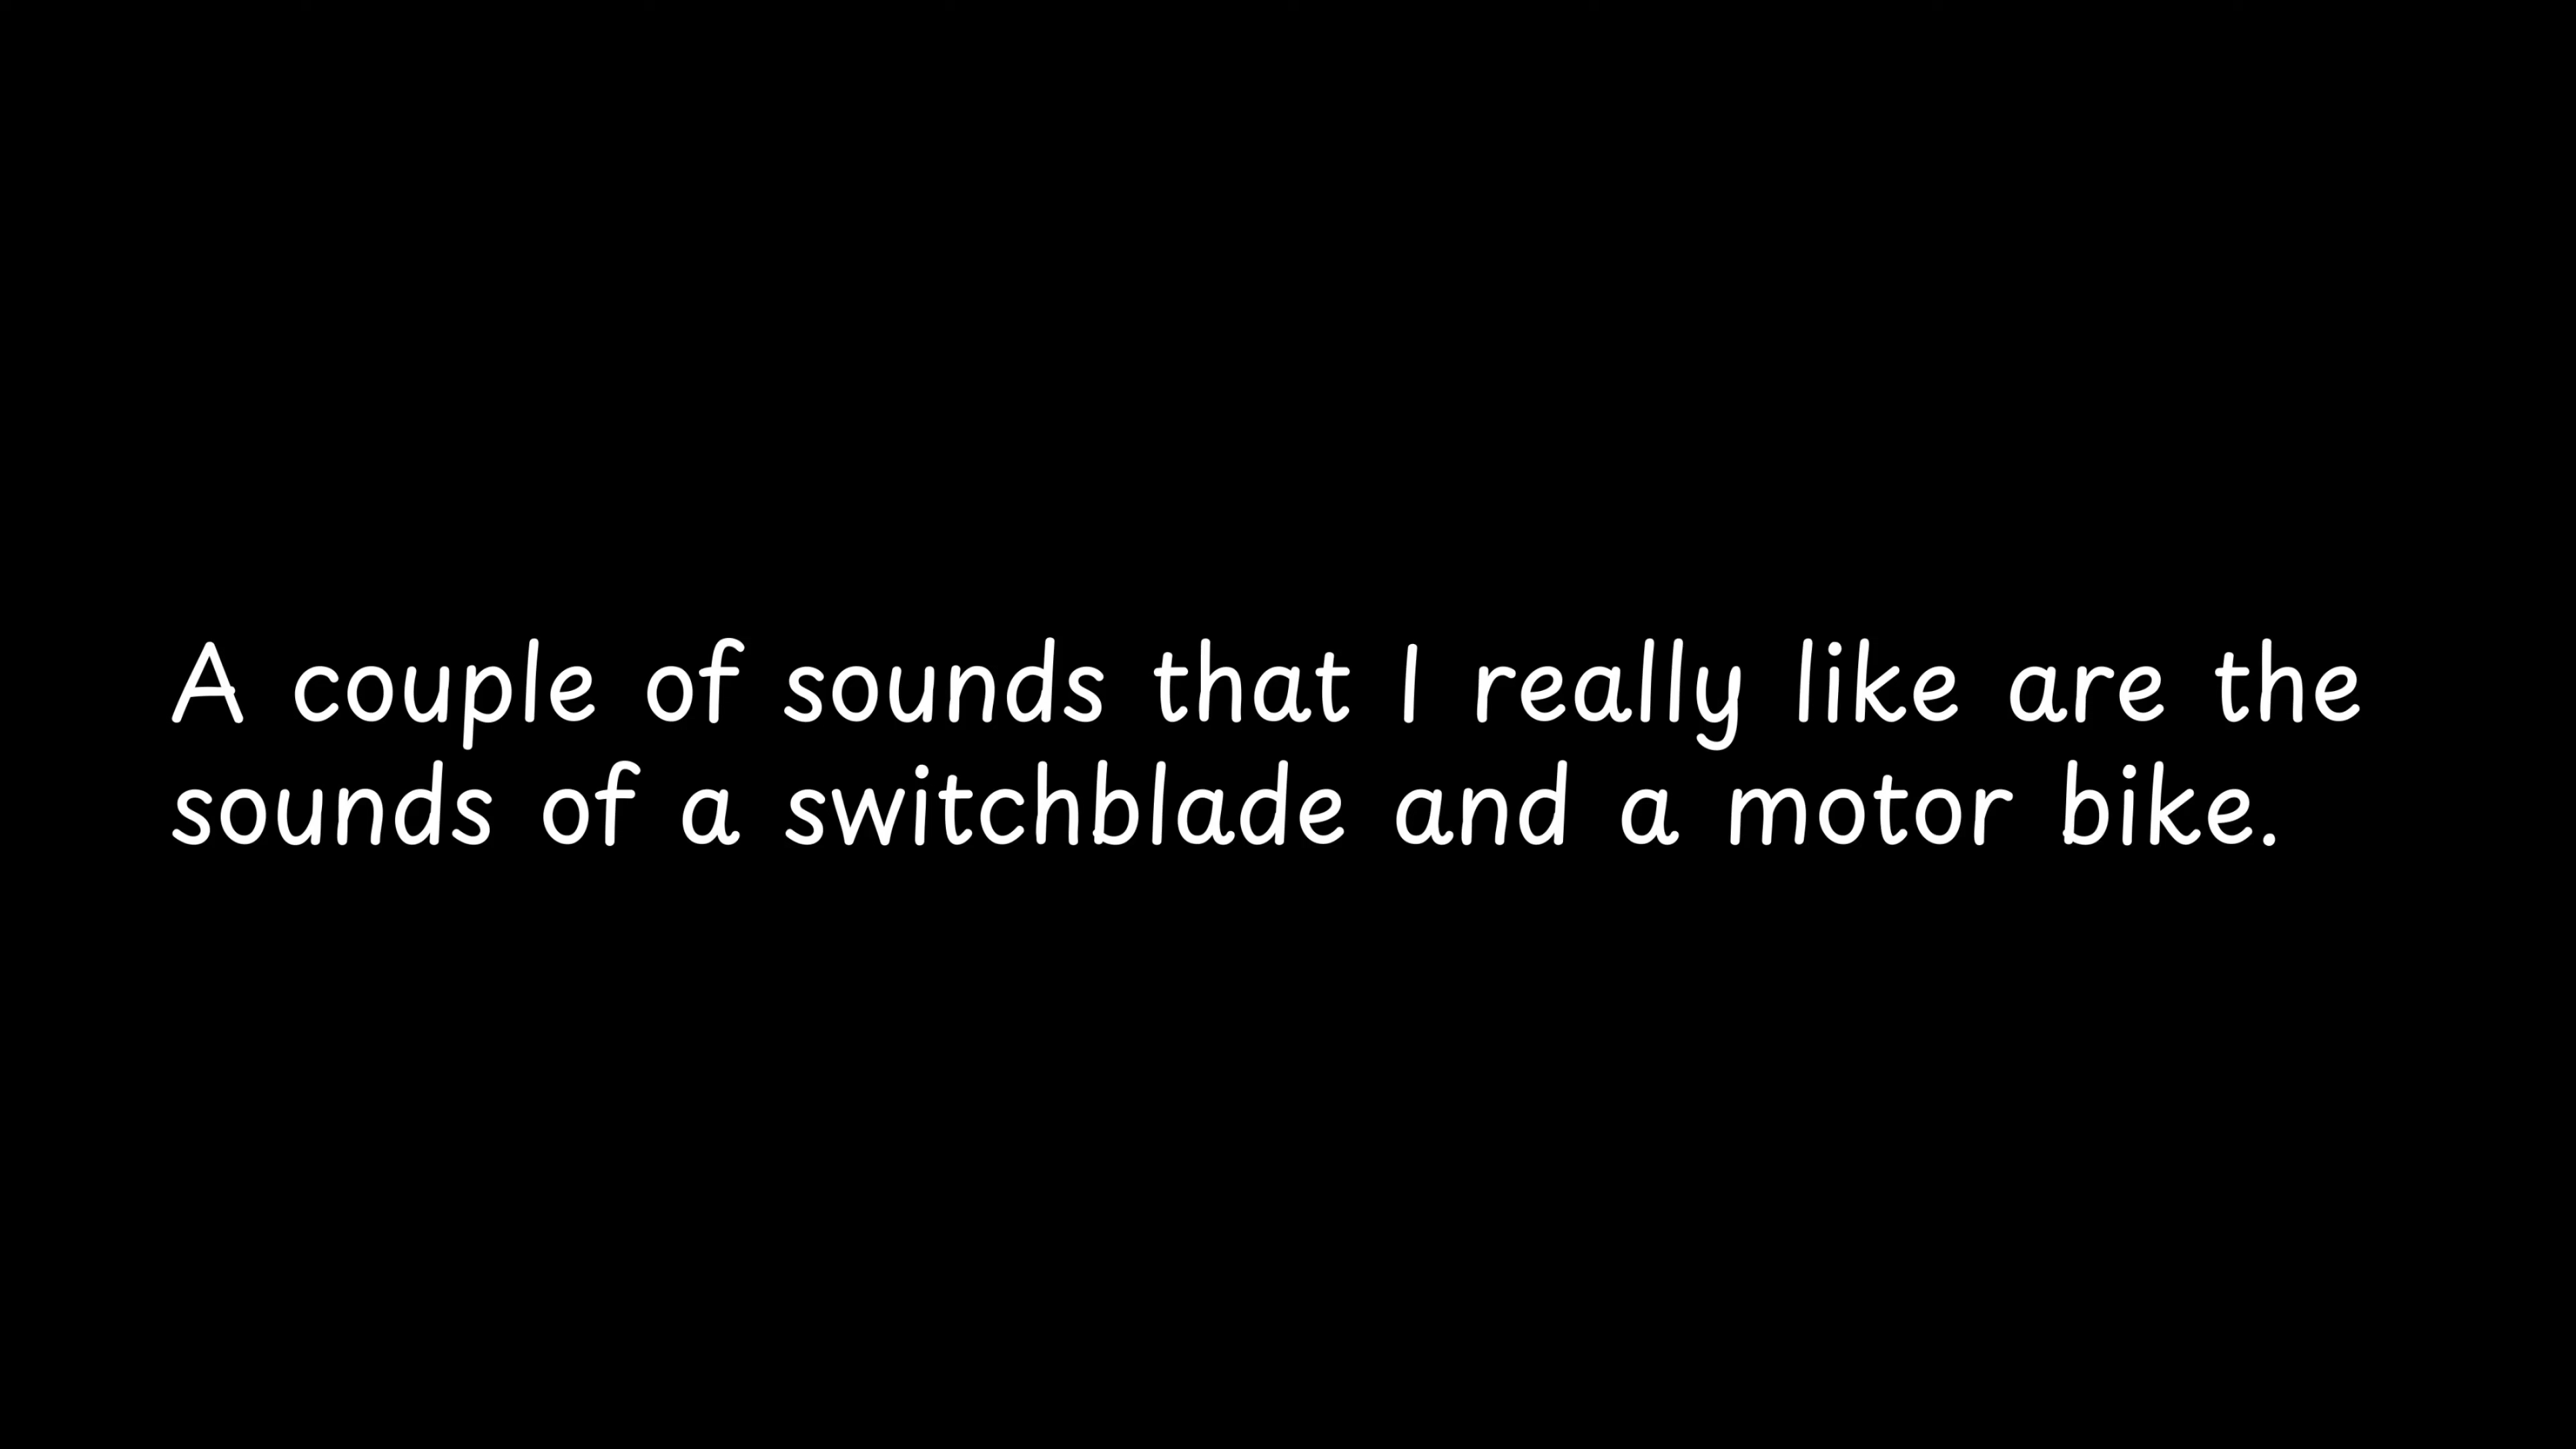 A couple of sounds that I really like are the
sounds of a switchblade and a motor bike.